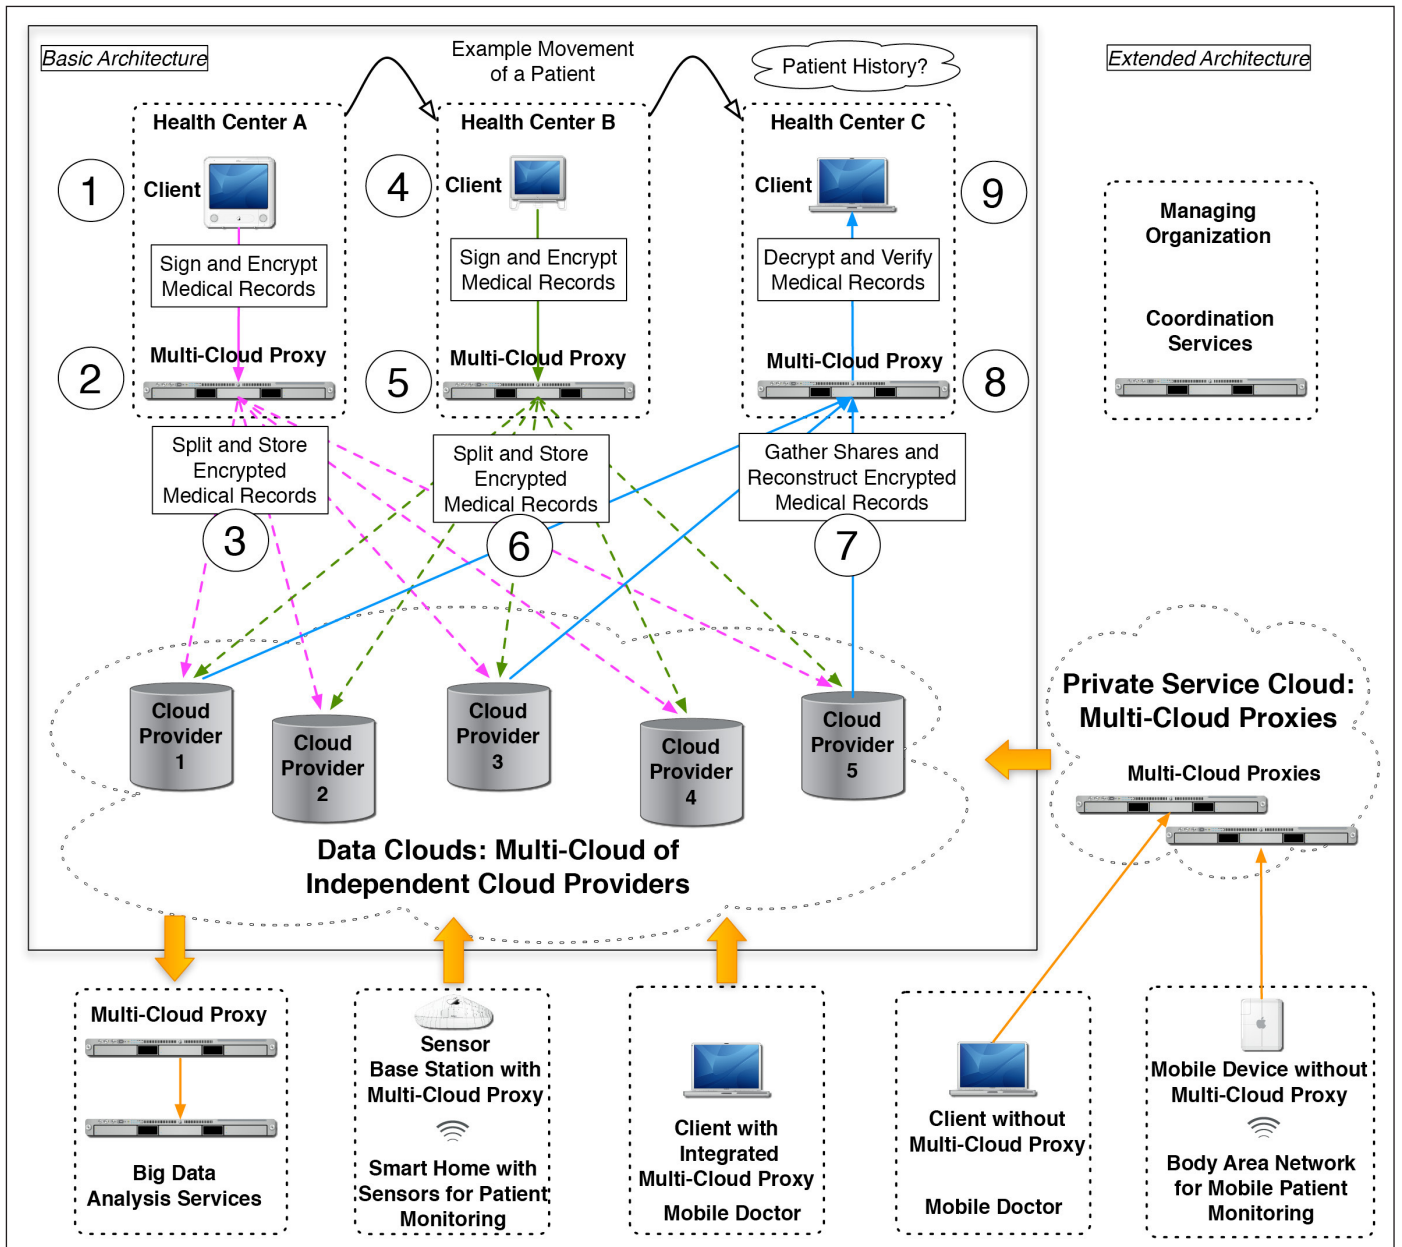 Basic Architecture
Example Movement
of a Patient
Patient History?
Extended Architecture
Health Center A
Health Center B
Health Center C
1
Client
4
Client
Client
9
Sign and Encrypt
Medical Records
Sign and Encrypt
Medical Records
Decrypt and Verify
Medical Records
Managing
Organization
Coordination
Services
2
Multi-Cloud Proxy
5
Multi-Cloud Proxy
Multi-Cloud Proxy
8
Split and Store
Encrypted
Medical Records
3
Split and Store
Encrypted
Medical Records
6
Gather Shares and
Reconstruct Encrypted
Medical Records
7
Cloud
Provider
1
Cloud
Provider
2
Cloud
Provider
3
Cloud
Provider
4
Cloud
Provider
5
Data Clouds: Multi-Cloud of
Independent Cloud Providers
Private Service Cloud:
Multi-Cloud Proxies
Multi-Cloud Proxies
Multi-Cloud Proxy
Big Data
Analysis Services
Sensor
Base Station with
Multi-Cloud Proxy
Smart Home with
Sensors for Patient
Monitoring
Client with
Integrated
Multi-Cloud Proxy
Mobile Doctor
Client without
Multi-Cloud Proxy
Mobile Doctor
Mobile Device without
Multi-Cloud Proxy
Body Area Network
for Mobile Patient
Monitoring